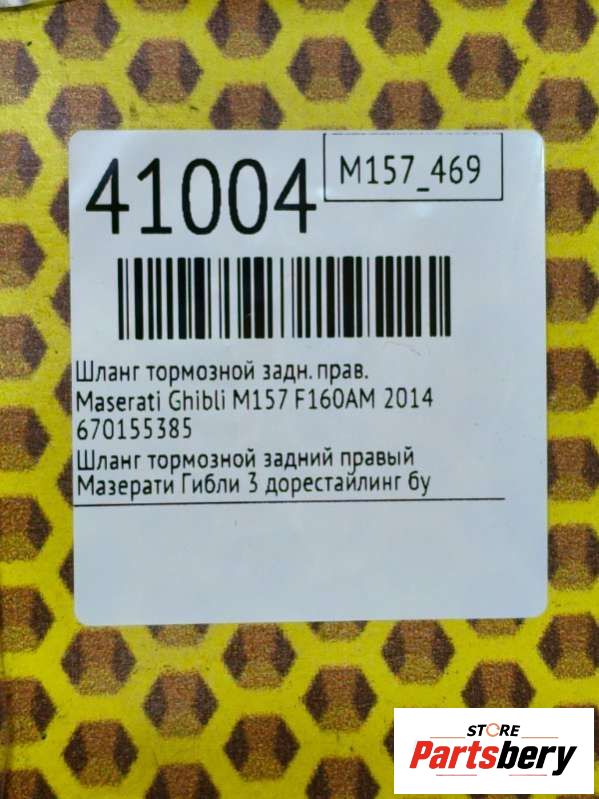 41004
M157_469
Шланг тормозной задн. прав.
Maserati Ghibli M157 F160AM 2014
670155385
Шланг тормозной задний правый
Мазерати Гибли 3 дорестайлинг бу
STORE
Partsbery